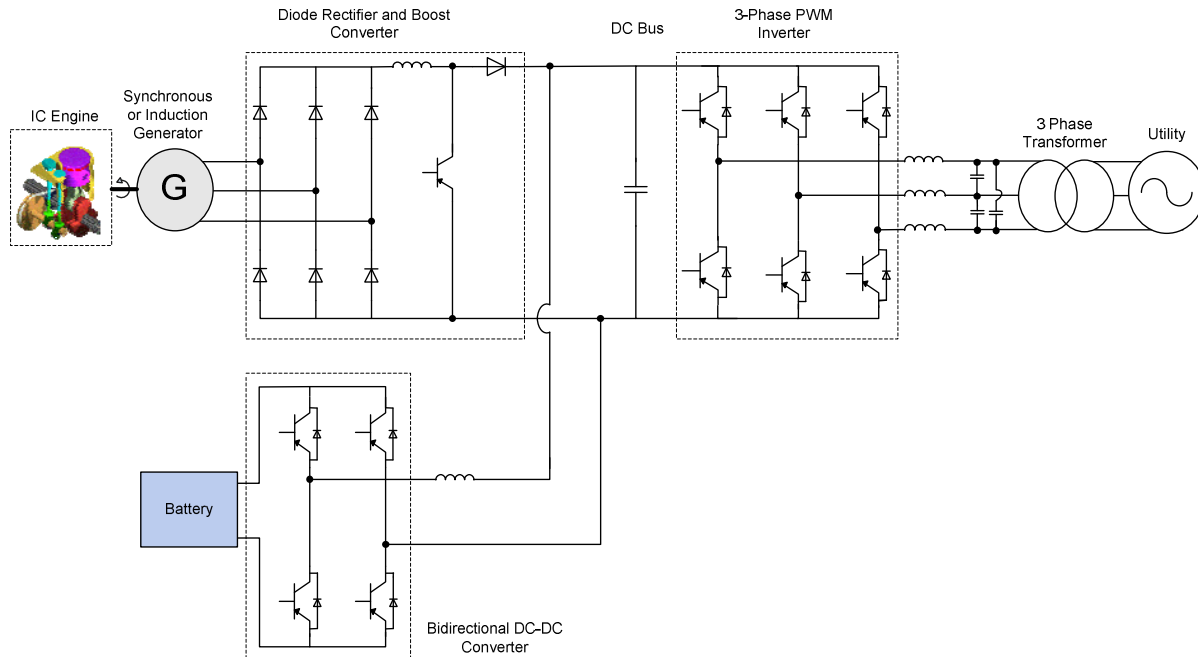 Diode Rectifier and Boost
Converter
DC Bus
3-Phase PWM
Inverter
IC Engine
Synchronous
or Induction
Generator
G
3 Phase
Transformer
Utility
Battery
Bidirectional DC-DC
Converter